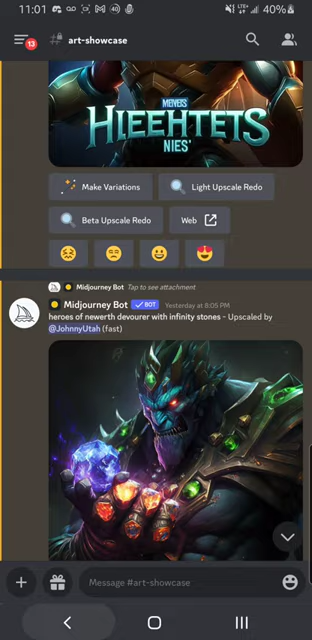 11:01
40%
13
# art-showcase
HEEHTETS
NIES'
Make Variations
Light Upscale Redo
Beta Upscale Redo
Web
Midjourney Bot Tap to see attachment
Midjourney Bot ✓ BOT Yesterday at 8:05 PM
heroes of newerth devourer with infinity stones - Upscaled by
@JohnnyUtah (fast)
Message #art-showcase